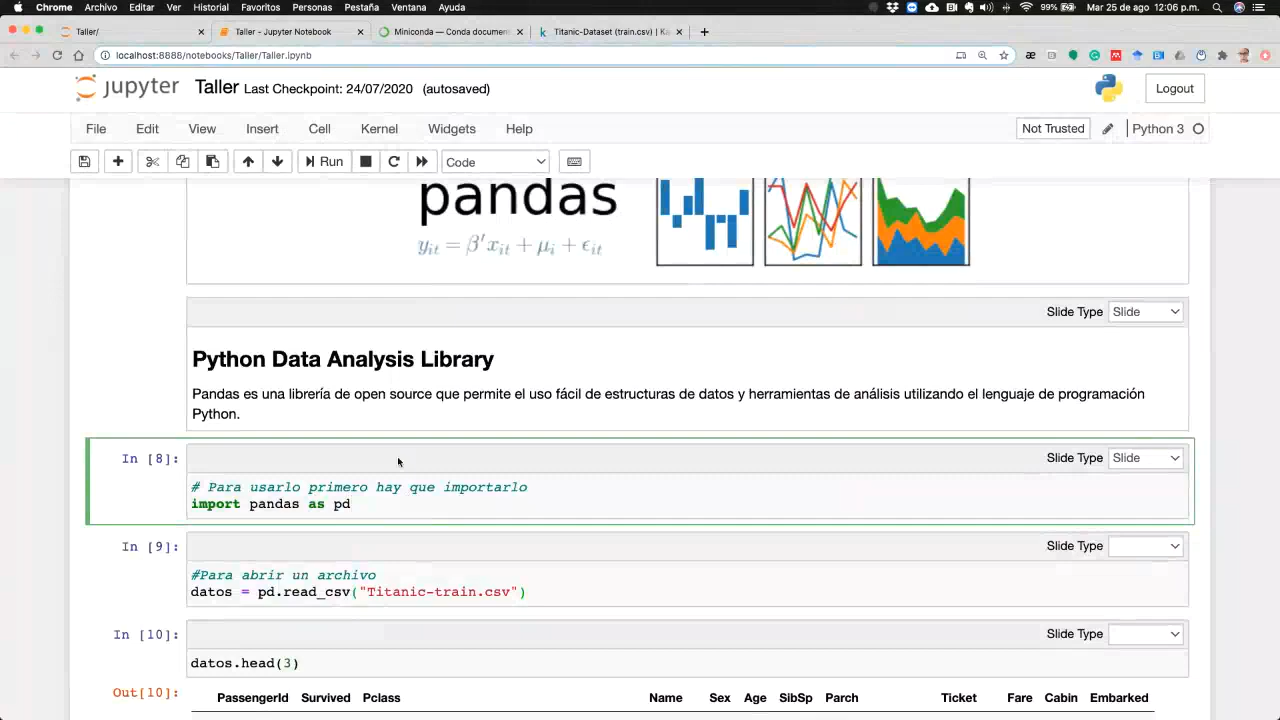 Chrome Archivo Editar Ver Historial Favoritos Personas Pestaña Ventana Ayuda 99% Mar 25 de ago 12:06 p.m.
Taller/ Taller - Jupyter Notebook Miniconda — Conda document Titanic-Dataset (train.csv) | Ka
localhost:8888/notebooks/Taller/Taller.ipynb
jupyter Taller Last Checkpoint: 24/07/2020 (autosaved) Logout
File Edit View Insert Cell Kernel Widgets Help Not Trusted Python 3
Run Code
pandas
y_it = β′x_it + μ_i + ϵ_it
Slide Type Slide
Python Data Analysis Library
Pandas es una librería de open source que permite el uso fácil de estructuras de datos y herramientas de análisis utilizando el lenguaje de programación
Python.
In [8]: Slide Type Slide
# Para usarlo primero hay que importarlo
import pandas as pd
In [9]: Slide Type
#Para abrir un archivo
datos = pd.read_csv("Titanic-train.csv")
In [10]: Slide Type
datos.head(3)
Out[10]: PassengerId Survived Pclass Name Sex Age SibSp Parch Ticket Fare Cabin Embarked